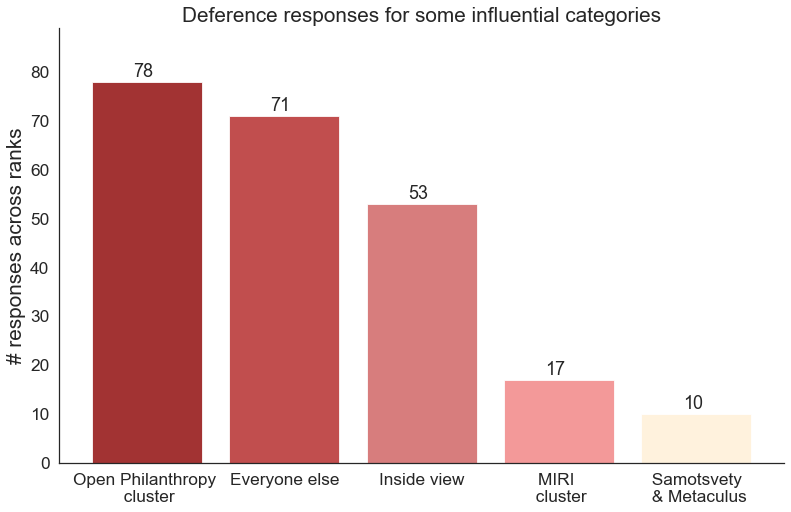 Deference responses for some influential categories
# responses across ranks
80
70
60
50
40
30
20
10
0
78
71
53
17
10
Open Philanthropy
cluster
Everyone else
Inside view
MIRI
cluster
Samotsvety
& Metaculus